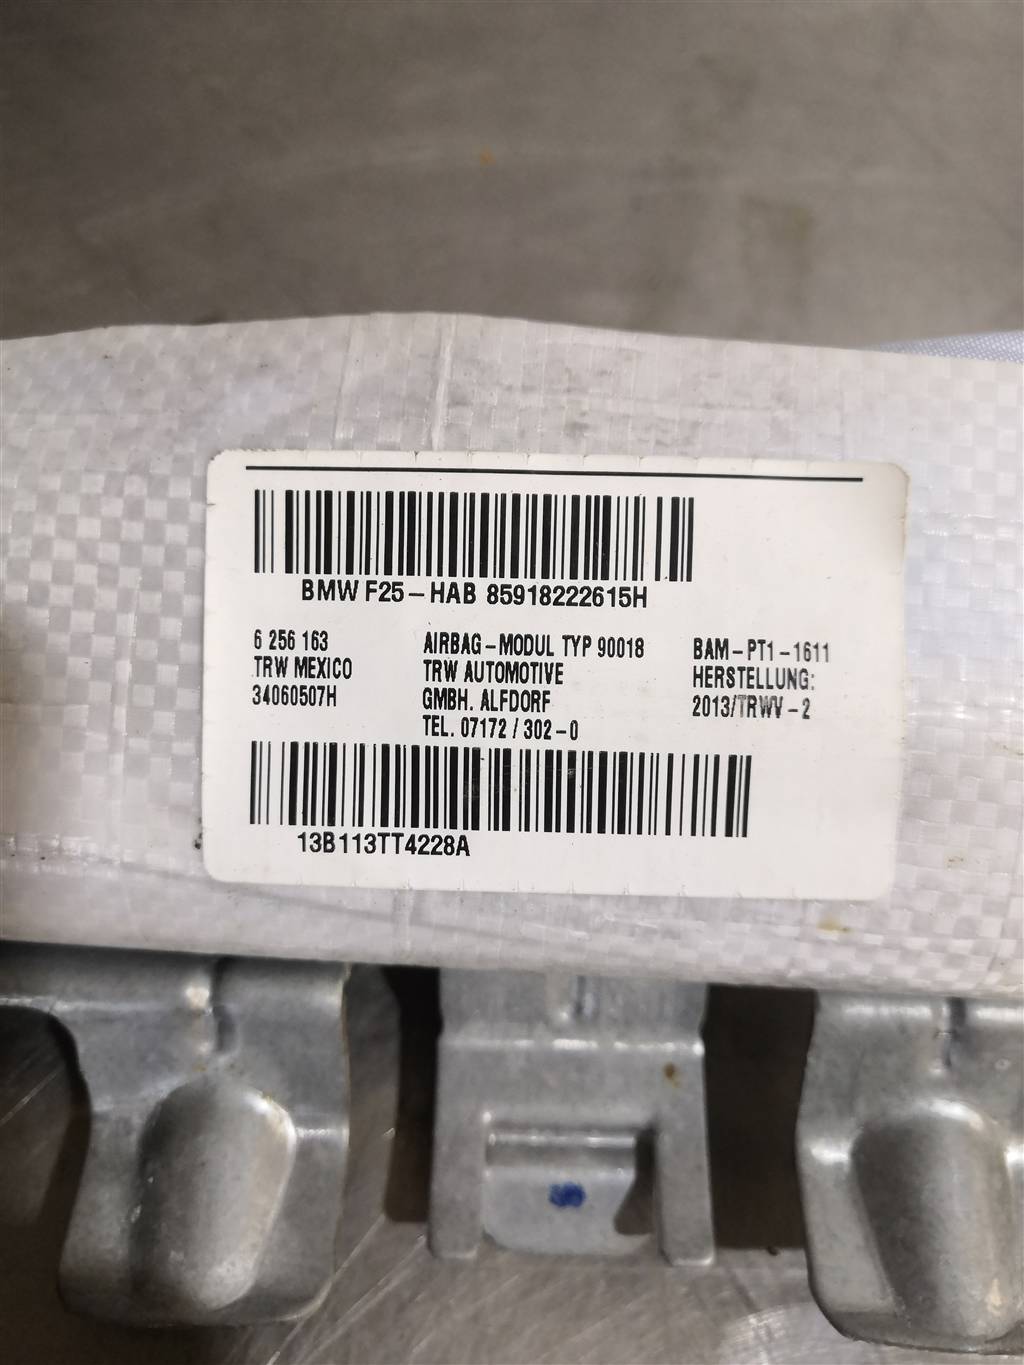 BMW F25-HAB 85918222615H
6 256 163
TRW MEXICO
34060507H
AIRBAG-MODUL TYP 90018
TRW AUTOMOTIVE
GMBH. ALFDORF
TEL. 07172 / 302-0
BAM-PT1-1611
HERSTELLUNG:
2013/TRWV-2
13B113TT4228A